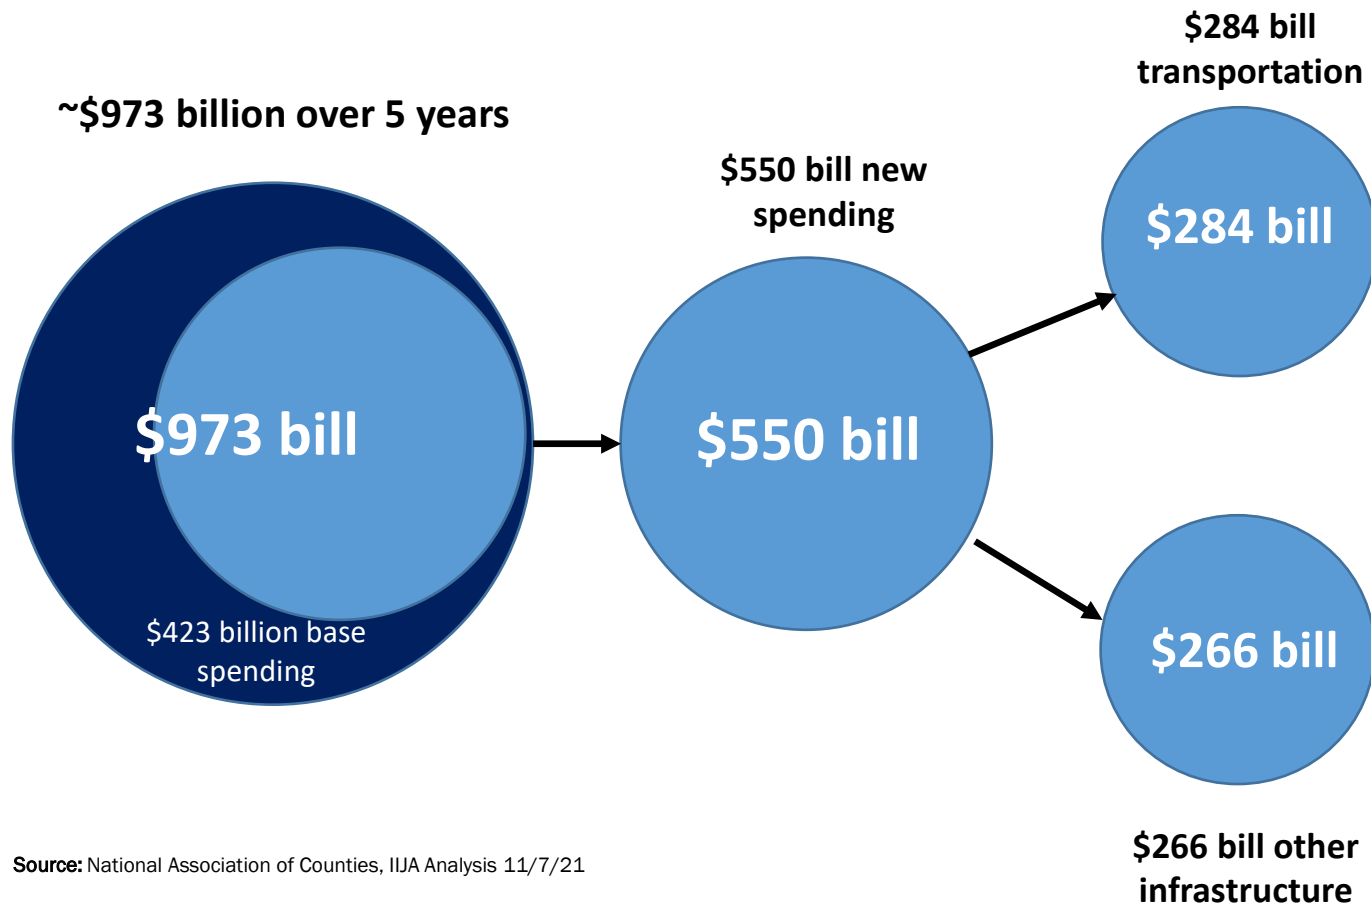 ~$973 billion over 5 years
$973 bill
$423 billion base
spending
$550 bill new
spending
$550 bill
$284 bill
transportation
$284 bill
$266 bill
$266 bill other
infrastructure
Source: National Association of Counties, IIJA Analysis 11/7/21